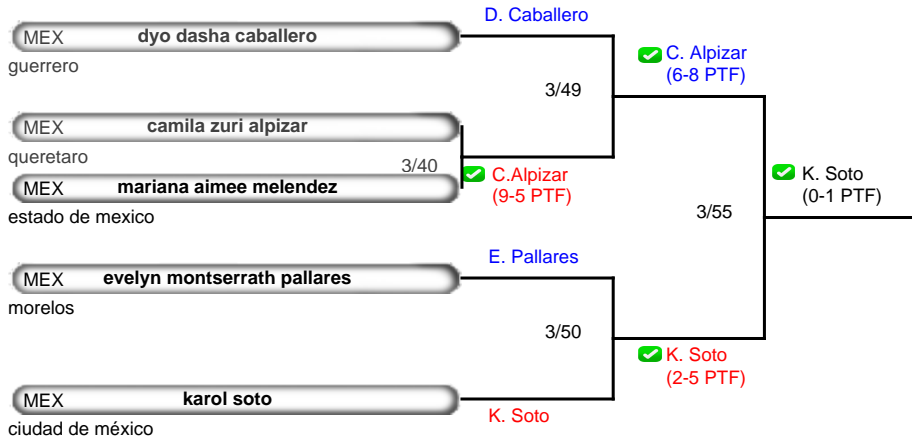 D. Caballero
MEX dyo dasha caballero
guerrero
C. Alpizar
(6-8 PTF)
3/49
MEX camila zuri alpizar
queretaro
3/40
C.Alpizar
(9-5 PTF)
MEX mariana aimee melendez
estado de mexico
K. Soto
(0-1 PTF)
3/55
E. Pallares
MEX evelyn montserrath pallares
morelos
3/50
K. Soto
(2-5 PTF)
MEX karol soto
K. Soto
ciudad de méxico